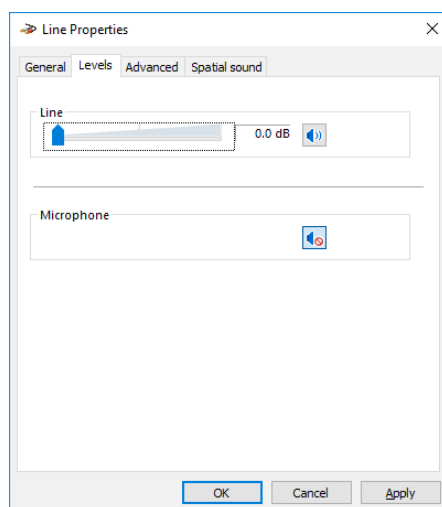 Line Properties
General Levels Advanced Spatial sound
Line
0.0 dB
Microphone
OK Cancel Apply